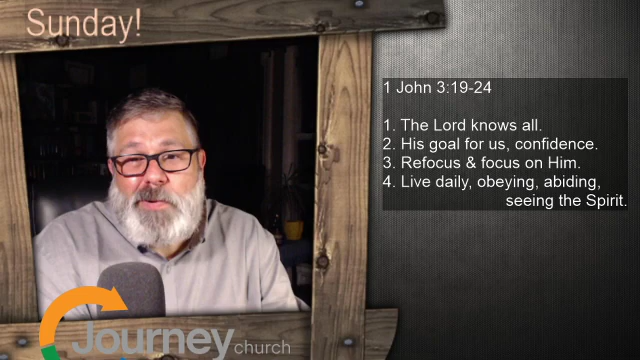 Sunday!
1 John 3:19-24
1. The Lord knows all.
2. His goal for us, confidence.
3. Refocus & focus on Him.
4. Live daily, obeying, abiding,
seeing the Spirit.
Journey church